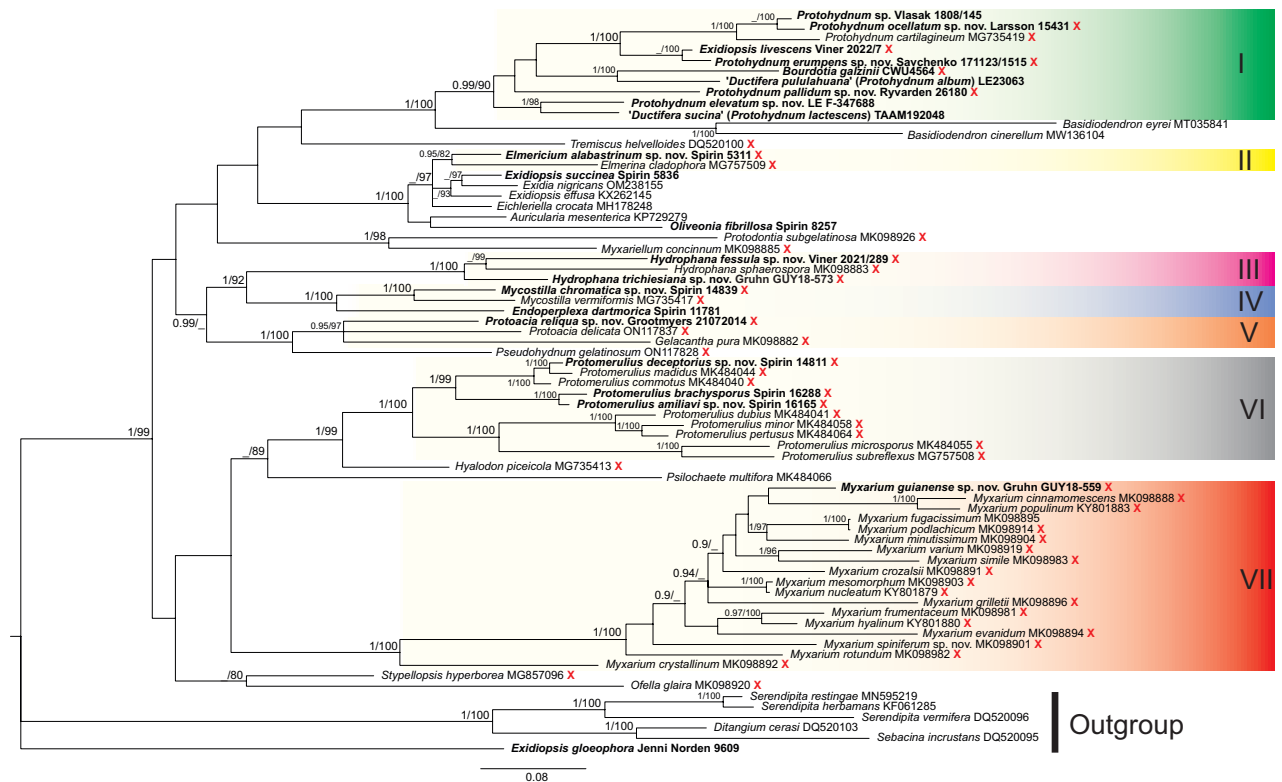 _/100
Protohydnum sp. Vlasak 1808/145
Protohydnum ocellatum sp. nov. Larsson 15431 X
1/100
Protohydnum cartilagineum MG735419 X
1/100
Exidiopsis livescens Viner 2022/7 X
_/100
Protohydnum erumpens sp. nov. Savchenko 171123/1515 X
I
Bourdotia galzinii CWU4564 X
0.99/90
1/100
'Ductifera pululahuana' (Protohydnum album) LE23063
Protohydnum pallidum sp. nov. Ryvarden 26180 X
1/98
Protohydnum elevatum sp. nov. LE F-347688
1/100
'Ductifera sucina' (Protohydnum lactescens) TAAM192048
Basidiodendron eyrei MT035841
1/100
Basidiodendron cinerellum MW136104
Tremiscus helvelloides DQ520100 X
0.95/82
Elmericium alabastrinum sp. nov. Spirin 5311 X
II
Elmerina cladophora MG757509 X
_/97
_/97
Exidiopsis succinea Spirin 5836
Exidia nigricans OM238155
_/93
Exidiopsis effusa KX262145
Eichleriella crocata MH178248
1/100
Auricularia mesenterica KP729279
Oliveonia fibrillosa Spirin 8257
1/98
Protodontia subgelatinosa MK098926 X
Myxariellum concinnum MK098885 X
_/99
Hydrophana fessula sp. nov. Viner 2021/289 X
1/100
Hydrophana sphaerospora MK098883 X
III
1/92
Hydrophana trichiesiana sp. nov. Gruhn GUY18-573 X
1/100
Mycostilla chromatica sp. nov. Spirin 14839 X
1/100
Mycostilla vermiformis MG735417 X
IV
Endoperplexa dartmorica Spirin 11781
0.99/_
0.95/97
Protoacia reliqua sp. nov. Grootmyers 21072014 X
1/100
Protoacia delicata ON117837 X
V
Gelacantha pura MK098882 X
Pseudohydnum gelatinosum ON117828 X
1/100
Protomerulius deceptorius sp. nov. Spirin 14811 X
1/99
Protomerulius madidus MK484044 X
1/100
Protomerulius commotus MK484040 X
1/100
Protomerulius brachysporus Spirin 16288 X
1/100
Protomerulius amiliavi sp. nov. Spirin 16165 X
VI
1/100
Protomerulius dubius MK484041 X
1/100
Protomerulius minor MK484058 X
1/99
Protomerulius pertusus MK484064 X
1/99
1/100
Protomerulius microsporus MK484055 X
_/89
Protomerulius subreflexus MG757508 X
Hyalodon piceicola MG735413 X
Psilochaete multifora MK484066
Myxarium guianense sp. nov. Gruhn GUY18-559 X
1/100
Myxarium cinnamomescens MK098888 X
Myxarium populinum KY801883 X
1/100
Myxarium fugacissimum MK098895
1/97
Myxarium podlachicum MK098914 X
Myxarium minutissimum MK098904 X
0.9/_
1/96
Myxarium varium MK098919 X
Myxarium simile MK098983 X
0.94/_
Myxarium crozalsii MK098891 X
VII
1/100
Myxarium mesomorphum MK098903 X
Myxarium nucleatum KY801879 X
0.9/_
Myxarium grilletii MK098896 X
0.97/100
Myxarium frumentaceum MK098981 X
Myxarium hyalinum KY801880 X
1/100
Myxarium evanidum MK098894 X
Myxarium spiniferum sp. nov. MK098901 X
1/100
Myxarium rotundum MK098982 X
Myxarium crystallinum MK098892 X
_/80
Stypellopsis hyperborea MG857096 X
Ofella glaira MK098920 X
1/100
Serendipita restingae MN595219
1/100
Serendipita herbamans KF061285
1/100
Serendipita vermifera DQ520096
1/100
Ditangium cerasi DQ520103
Outgroup
Sebacina incrustans DQ520095
Exidiopsis gloeophora Jenni Norden 9609
0.08